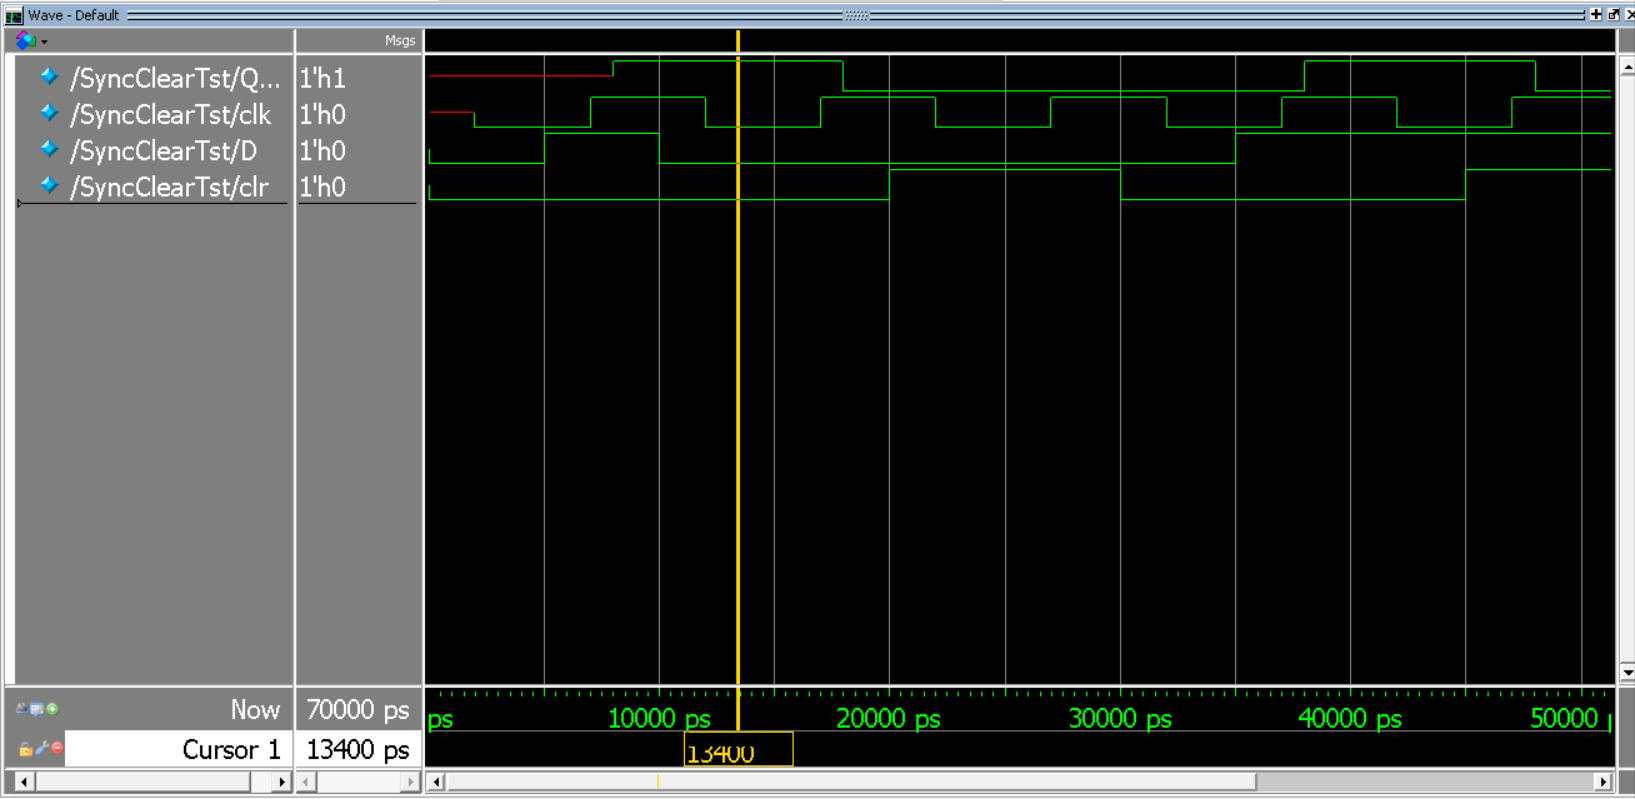 Wave - Default
Msgs
/SyncClearTst/Q... 1'h1
/SyncClearTst/clk 1'h0
/SyncClearTst/D 1'h0
/SyncClearTst/clr 1'h0
Now 70000 ps
ps 10000 ps 20000 ps 30000 ps 40000 ps 50000
Cursor 1 13400 ps
13400